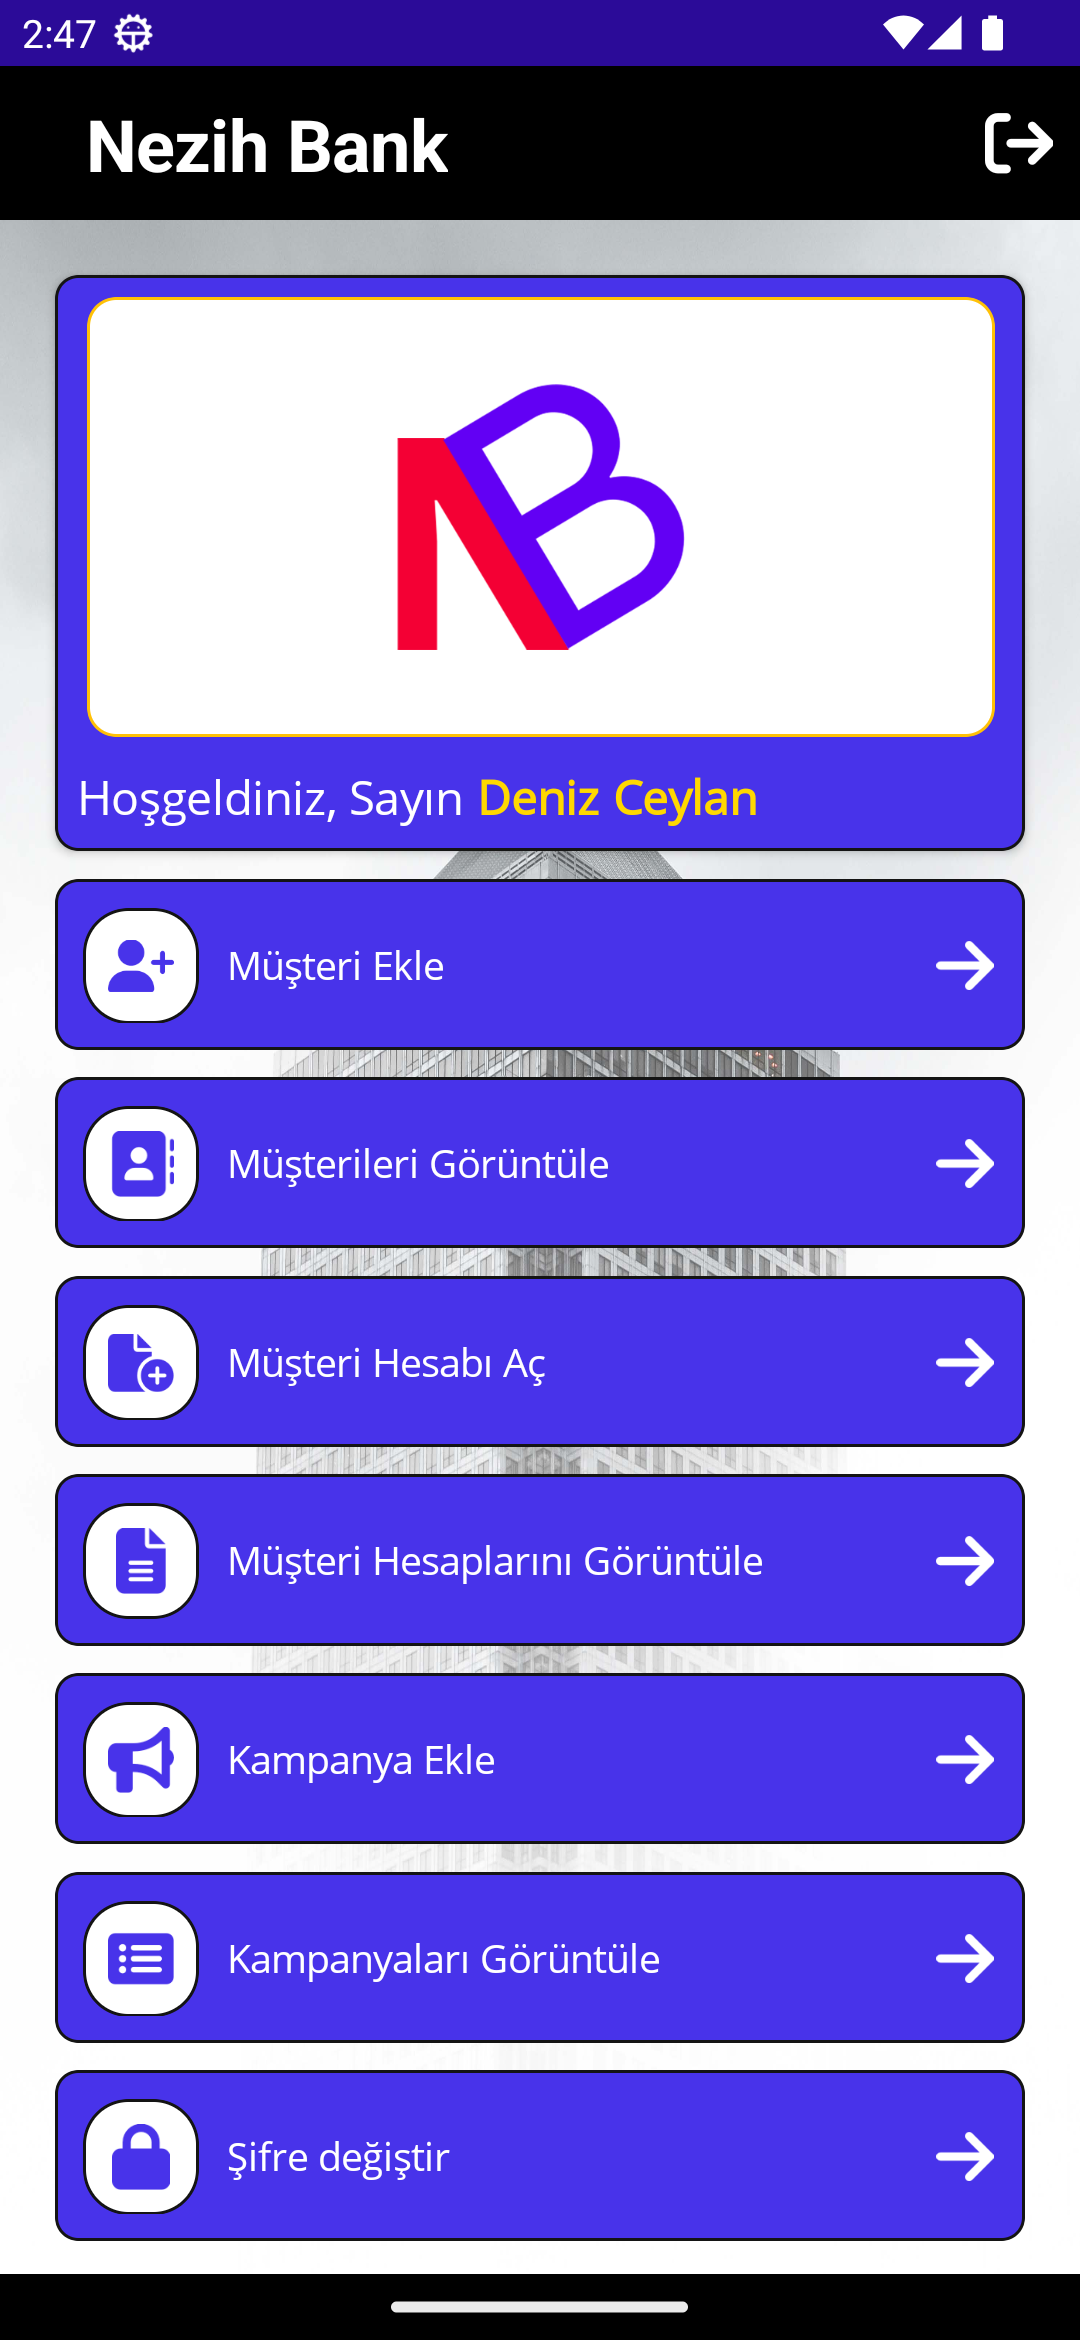 2:47
Nezih Bank
NB
Hoşgeldiniz, Sayın Deniz Ceylan
Müşteri Ekle
Müşterileri Görüntüle
Müşteri Hesabı Aç
Müşteri Hesaplarını Görüntüle
Kampanya Ekle
Kampanyaları Görüntüle
Şifre değiştir